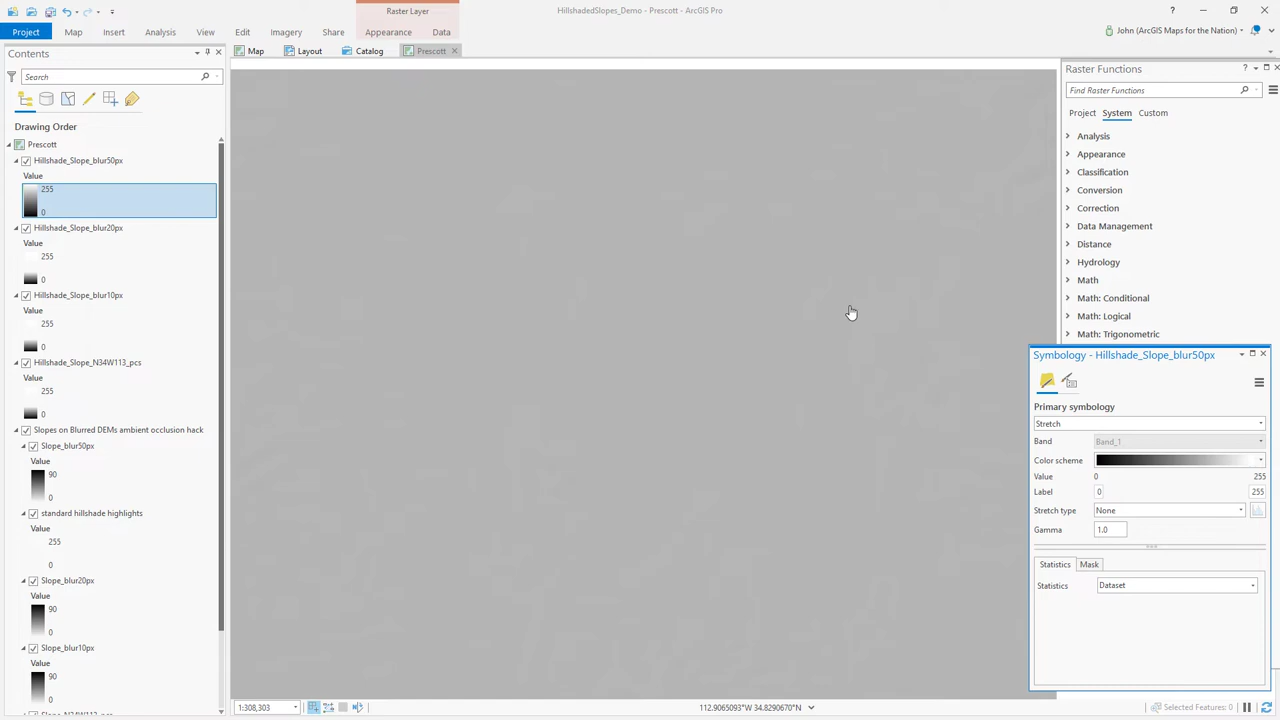 Raster Layer
HillshadedSlopes_Demo - Prescott - ArcGIS Pro
?
Project Map Insert Analysis View Edit Imagery Share Appearance Data
John (ArcGIS Maps for the Nation)
Contents
Map Layout Catalog Prescott
Search
Drawing Order
Prescott
Hillshade_Slope_blur50px
Value
255
0
Hillshade_Slope_blur20px
Value
255
0
Hillshade_Slope_blur10px
Value
255
0
Hillshade_Slope_N34W113_pcs
Value
255
0
Slopes on Blurred DEMs ambient occlusion hack
Slope_blur50px
Value
90
0
standard hillshade highlights
Value
255
0
Slope_blur20px
Value
90
0
Slope_blur10px
Value
90
0
1:308,303
112.9065093°W 34.8290670°N
Selected Features: 0
Raster Functions
?
Find Raster Functions
Project System Custom
Analysis
Appearance
Classification
Conversion
Correction
Data Management
Distance
Hydrology
Math
Math: Conditional
Math: Logical
Math: Trigonometric
Symbology - Hillshade_Slope_blur50px
Primary symbology
Stretch
Band Band_1
Color scheme
Value 0 255
Label 0 255
Stretch type None
Gamma 1.0
Statistics Mask
Statistics Dataset